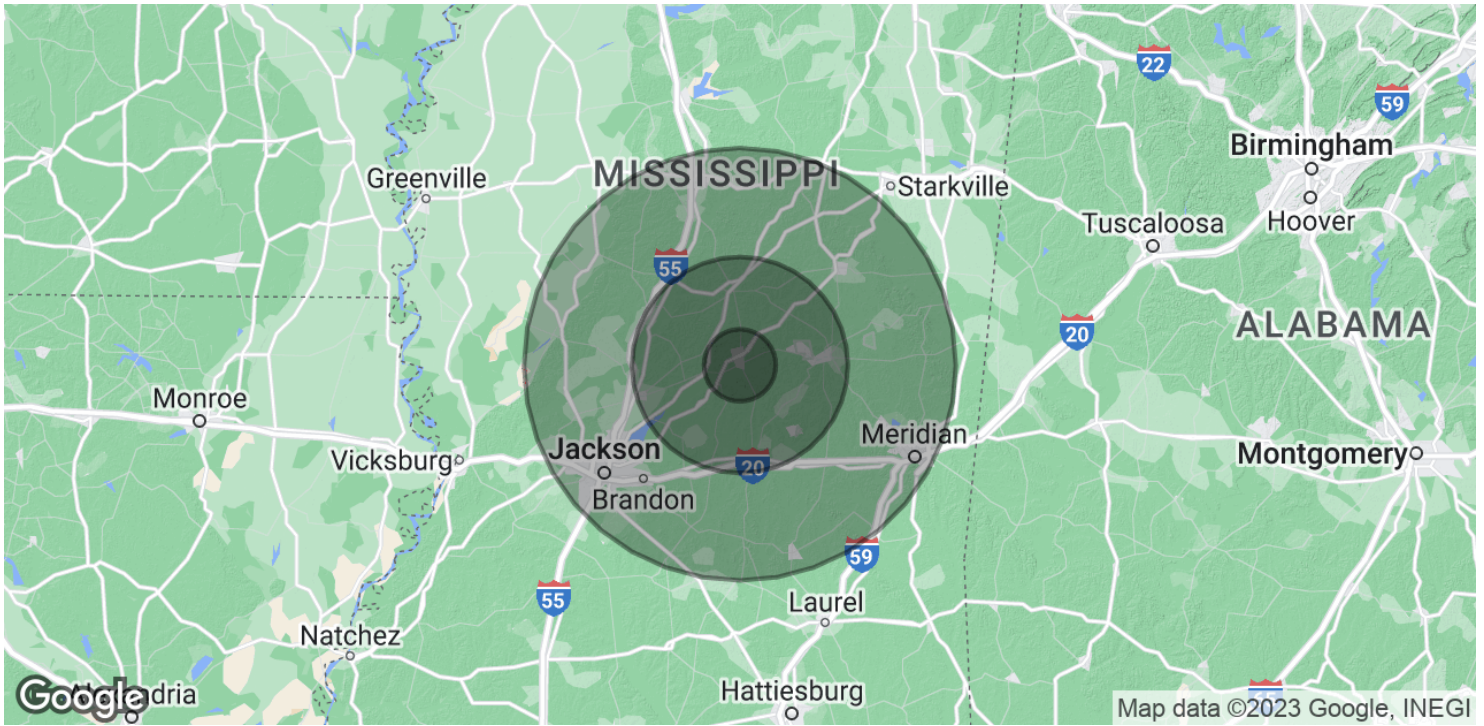 22
59
Birmingham
MISSISSIPPI
Greenville
Starkville
Hoover
Tuscaloosa
55
20
ALABAMA
Monroe
Meridian
Jackson
Vicksburg
Montgomery
20
Brandon
59
55
Laurel
Natchez
Hattiesburg
Google
Map data ©2023 Google, INEGI